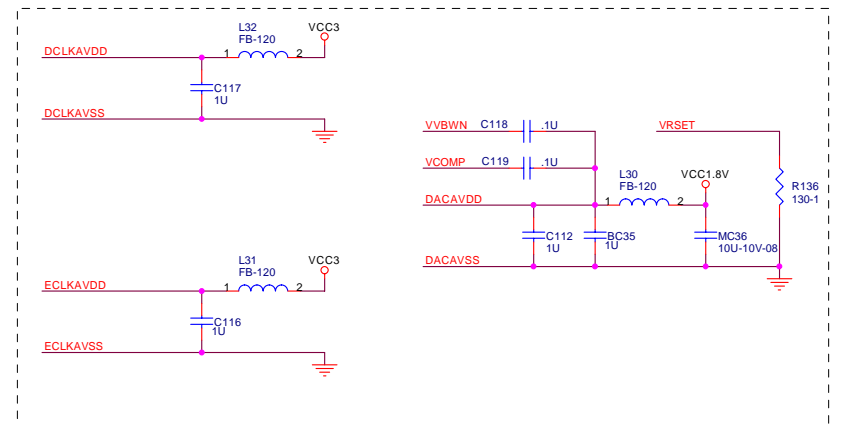 L32
FB-120
VCC3
DCLKAVDD
1
2
C117
1U
DCLKAVSS
VVBWN
C118
.1U
VRSET
VCOMP
C119
.1U
L30
FB-120
VCC1.8V
R136
130-1
DACAVDD
1
2
C112
1U
BC35
1U
MC36
10U-10V-08
DACAVSS
L31
FB-120
VCC3
ECLKAVDD
1
2
C116
1U
ECLKAVSS